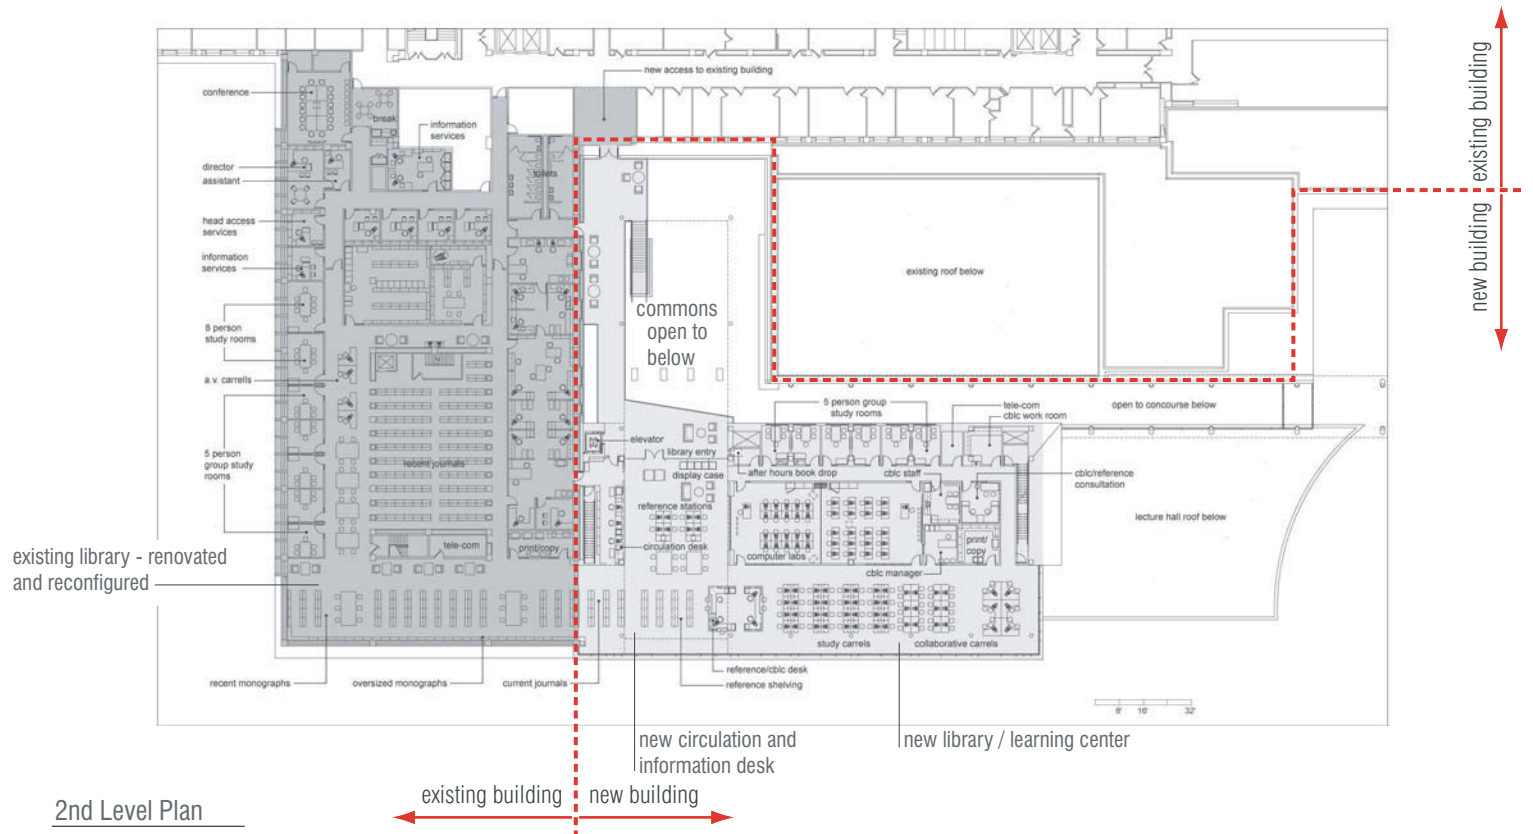 new access to existing building
conference
break
information
services
director
assistant
toilets
head access
services
information
services
8 person
study rooms
a.v. carrells
5 person
group study
rooms
recent journals
tele-com
print/copy
existing library - renovated
and reconfigured
recent monographs
oversized monographs
current journals
commons
open to
below
existing roof below
elevator
library entry
display case
after hours book drop
5 person group
study rooms
cblc staff
tele-com
cblc work room
open to concourse below
cblc/reference
consultation
lecture hall roof below
reference stations
circulation desk
computer labs
print/
copy
cblc manager
study carrels
collaborative carrels
reference/cblc desk
reference shelving
8' 16' 32'
new circulation and
information desk
new library / learning center
existing building
new building
existing building
new building
2nd Level Plan